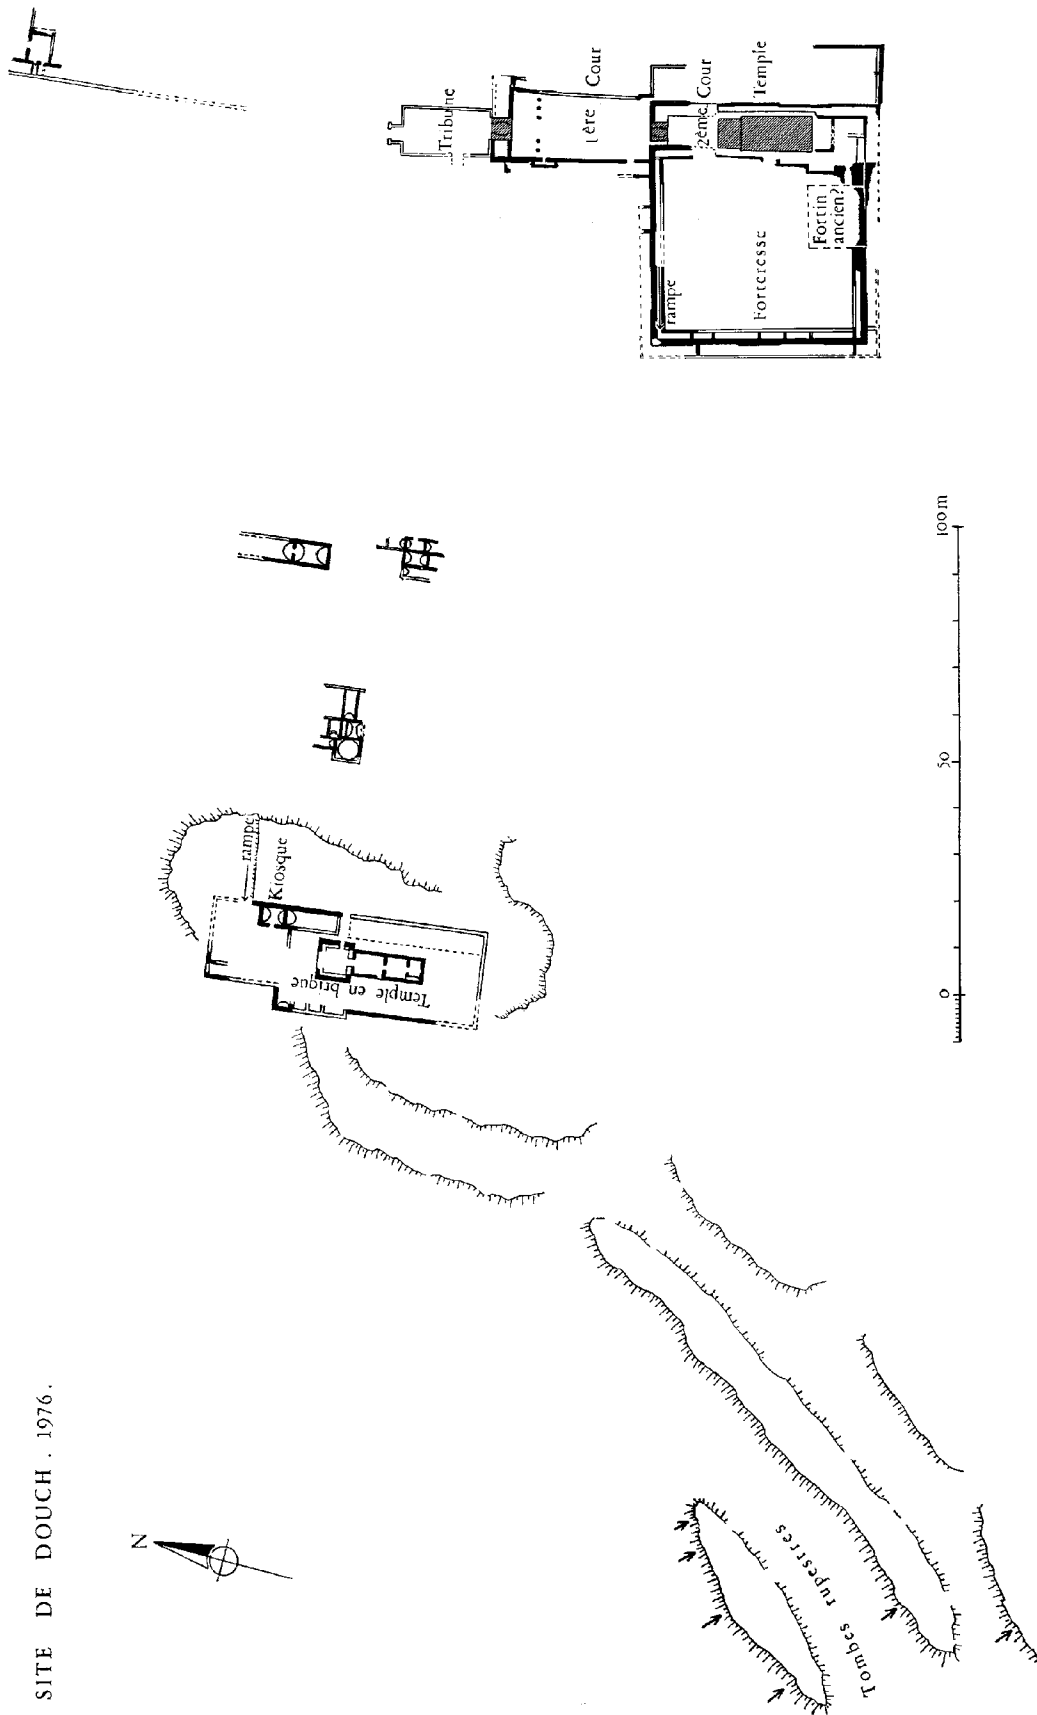 SITE DE DOUCH . 1976.
N
Tribune
1ère Cour
2ème Cour
Temple
Fortin
ancien?
Forteresse
rampe
rampe
Kiosque
Temple en brique
Tombes rupestres
0 50 100m